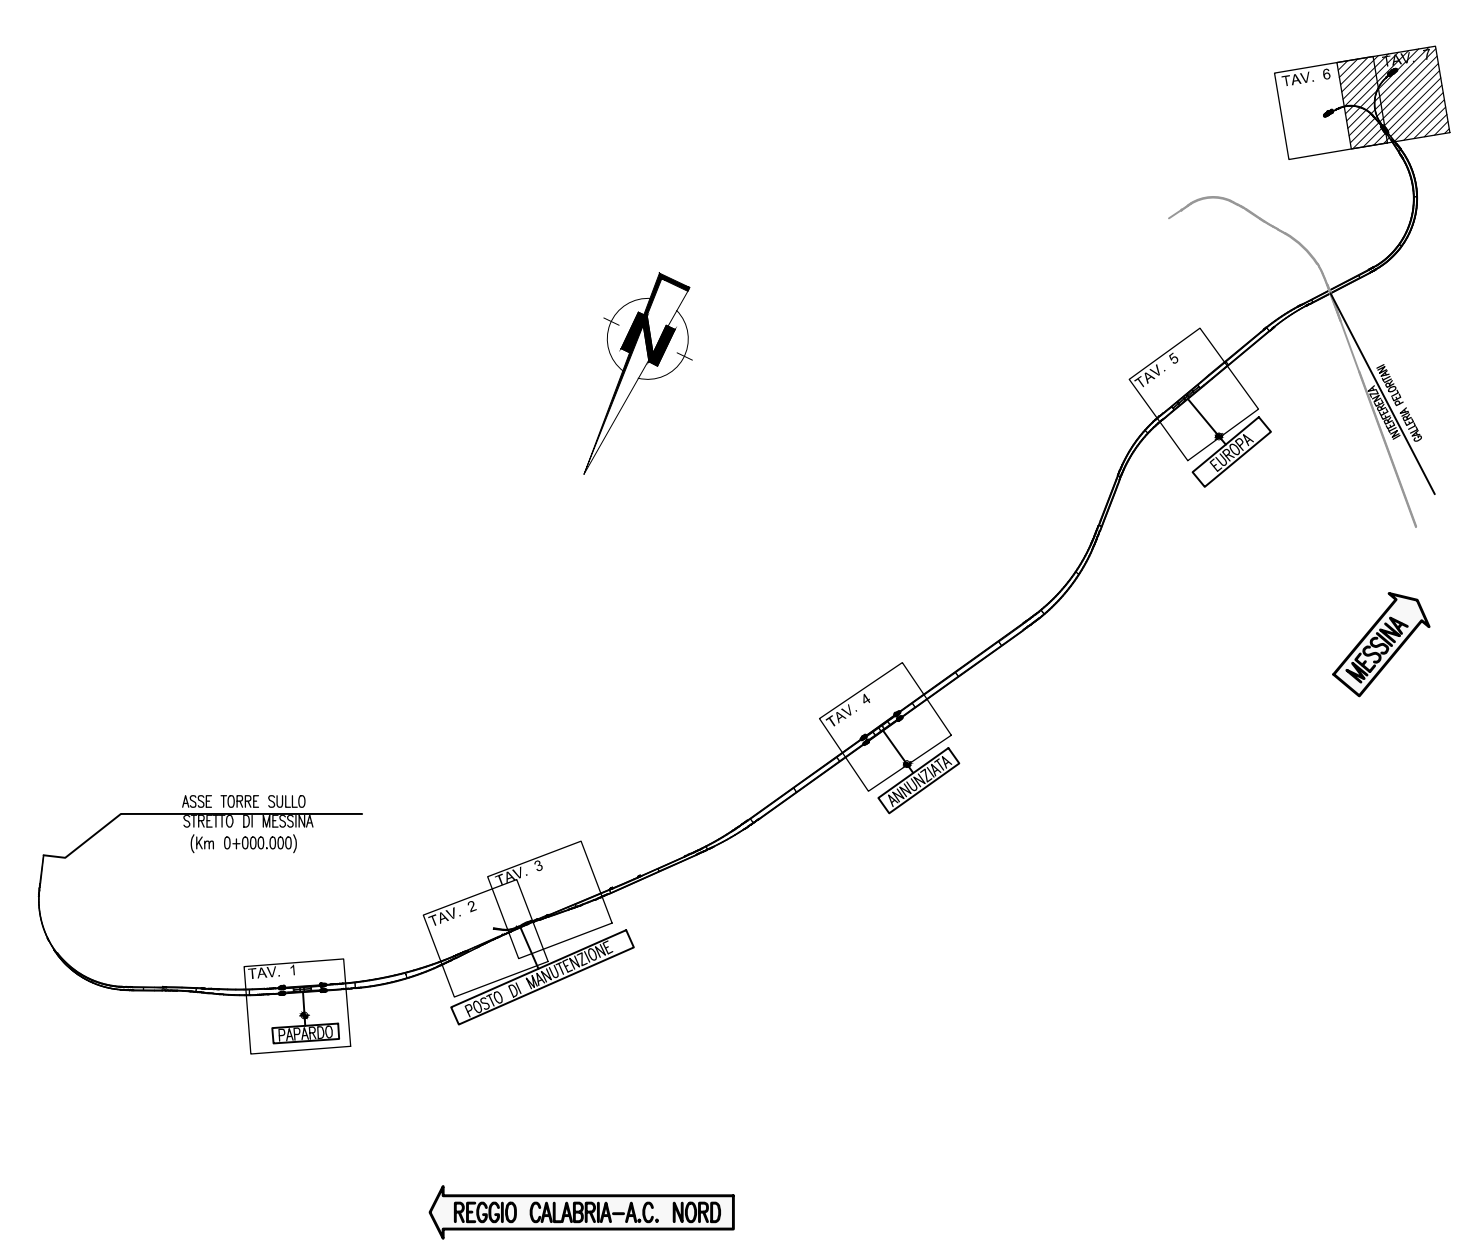 TAV. 6
TAV. 7
N
TAV. 5
EUROPA
INTERFERENZA
GALLERIA PELORITANI
MESSINA
TAV. 4
ANNUNZIATA
ASSE TORRE SULLO
STRETTO DI MESSINA
(Km 0+000.000)
TAV. 3
TAV. 2
POSTO DI MANUTENZIONE
TAV. 1
PAPARDO
REGGIO CALABRIA-A.C. NORD